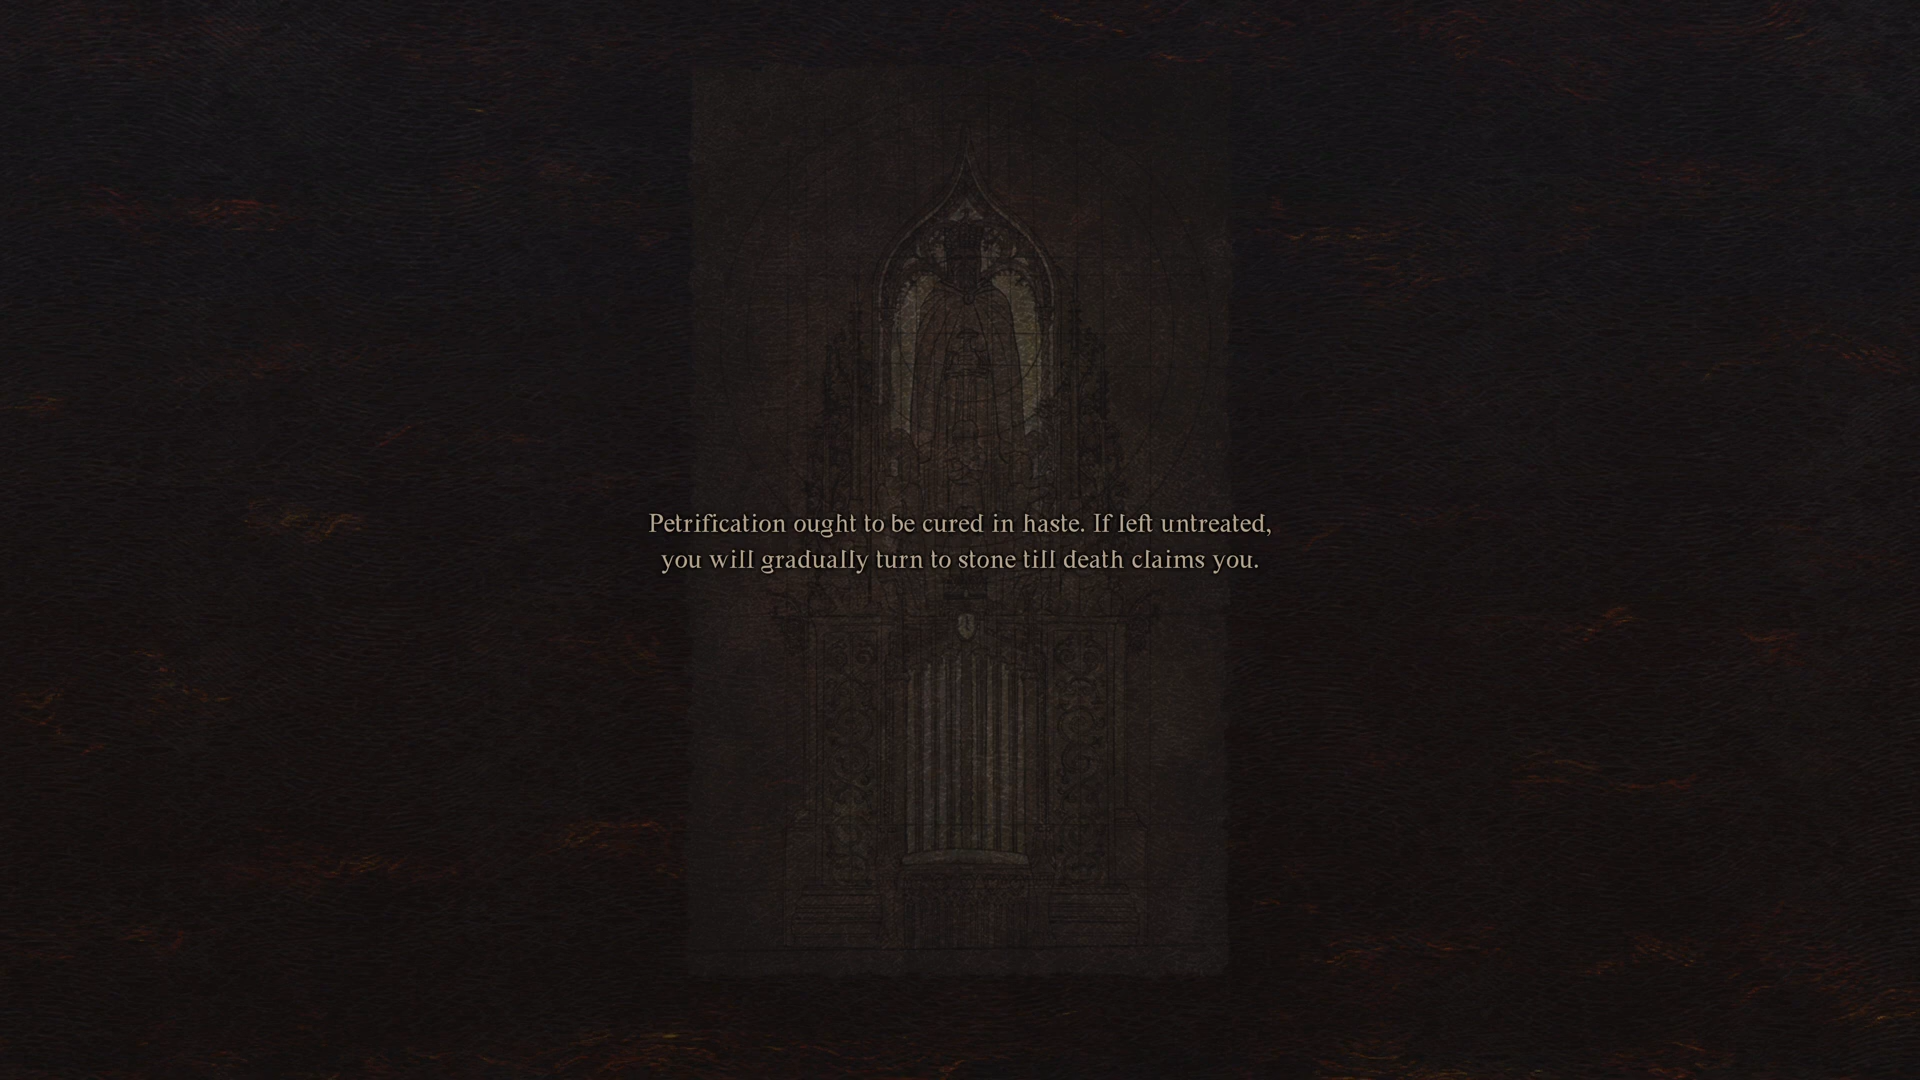 Petrification ought to be cured in haste. If left untreated,
you will gradually turn to stone till death claims you.